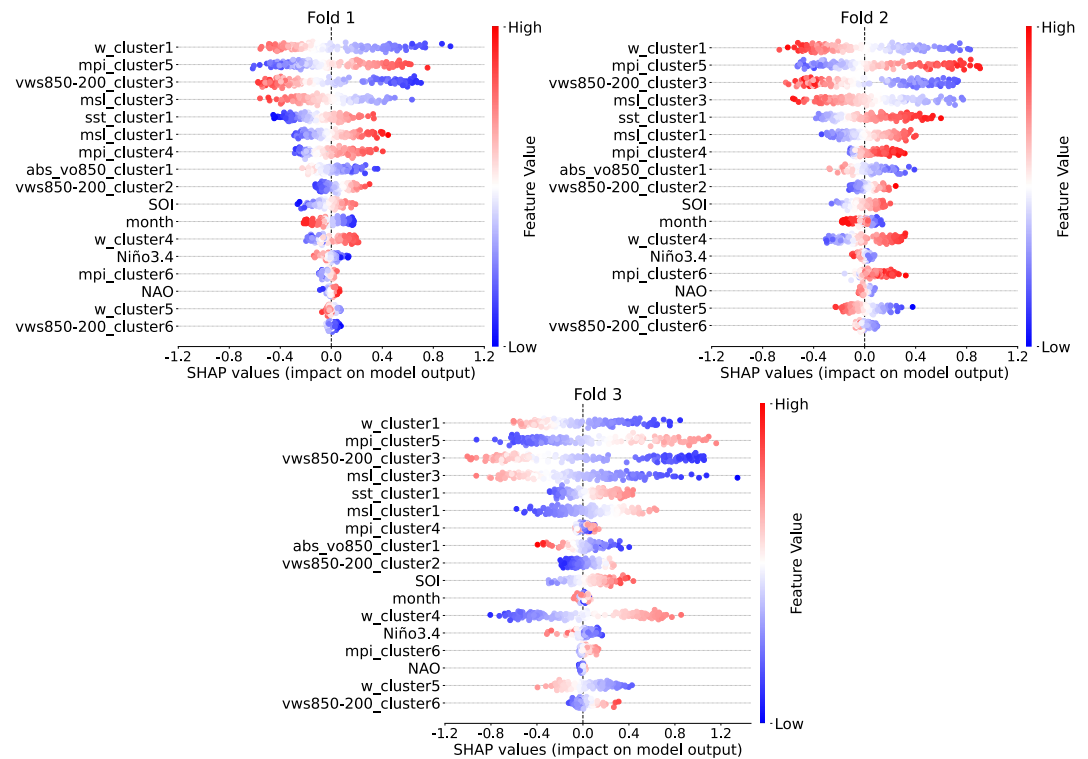 Fold 1
w_cluster1
mpi_cluster5
vws850-200_cluster3
msl_cluster3
sst_cluster1
msl_cluster1
mpi_cluster4
abs_vo850_cluster1
vws850-200_cluster2
SOI
month
w_cluster4
Niño3.4
mpi_cluster6
NAO
w_cluster5
vws850-200_cluster6
-1.2 -0.8 -0.4 0.0 0.4 0.8 1.2
SHAP values (impact on model output)
High
Feature Value
Low
Fold 2
w_cluster1
mpi_cluster5
vws850-200_cluster3
msl_cluster3
sst_cluster1
msl_cluster1
mpi_cluster4
abs_vo850_cluster1
vws850-200_cluster2
SOI
month
w_cluster4
Niño3.4
mpi_cluster6
NAO
w_cluster5
vws850-200_cluster6
-1.2 -0.8 -0.4 0.0 0.4 0.8 1.2
SHAP values (impact on model output)
High
Feature Value
Low
Fold 3
w_cluster1
mpi_cluster5
vws850-200_cluster3
msl_cluster3
sst_cluster1
msl_cluster1
mpi_cluster4
abs_vo850_cluster1
vws850-200_cluster2
SOI
month
w_cluster4
Niño3.4
mpi_cluster6
NAO
w_cluster5
vws850-200_cluster6
-1.2 -0.8 -0.4 0.0 0.4 0.8 1.2
SHAP values (impact on model output)
High
Feature Value
Low